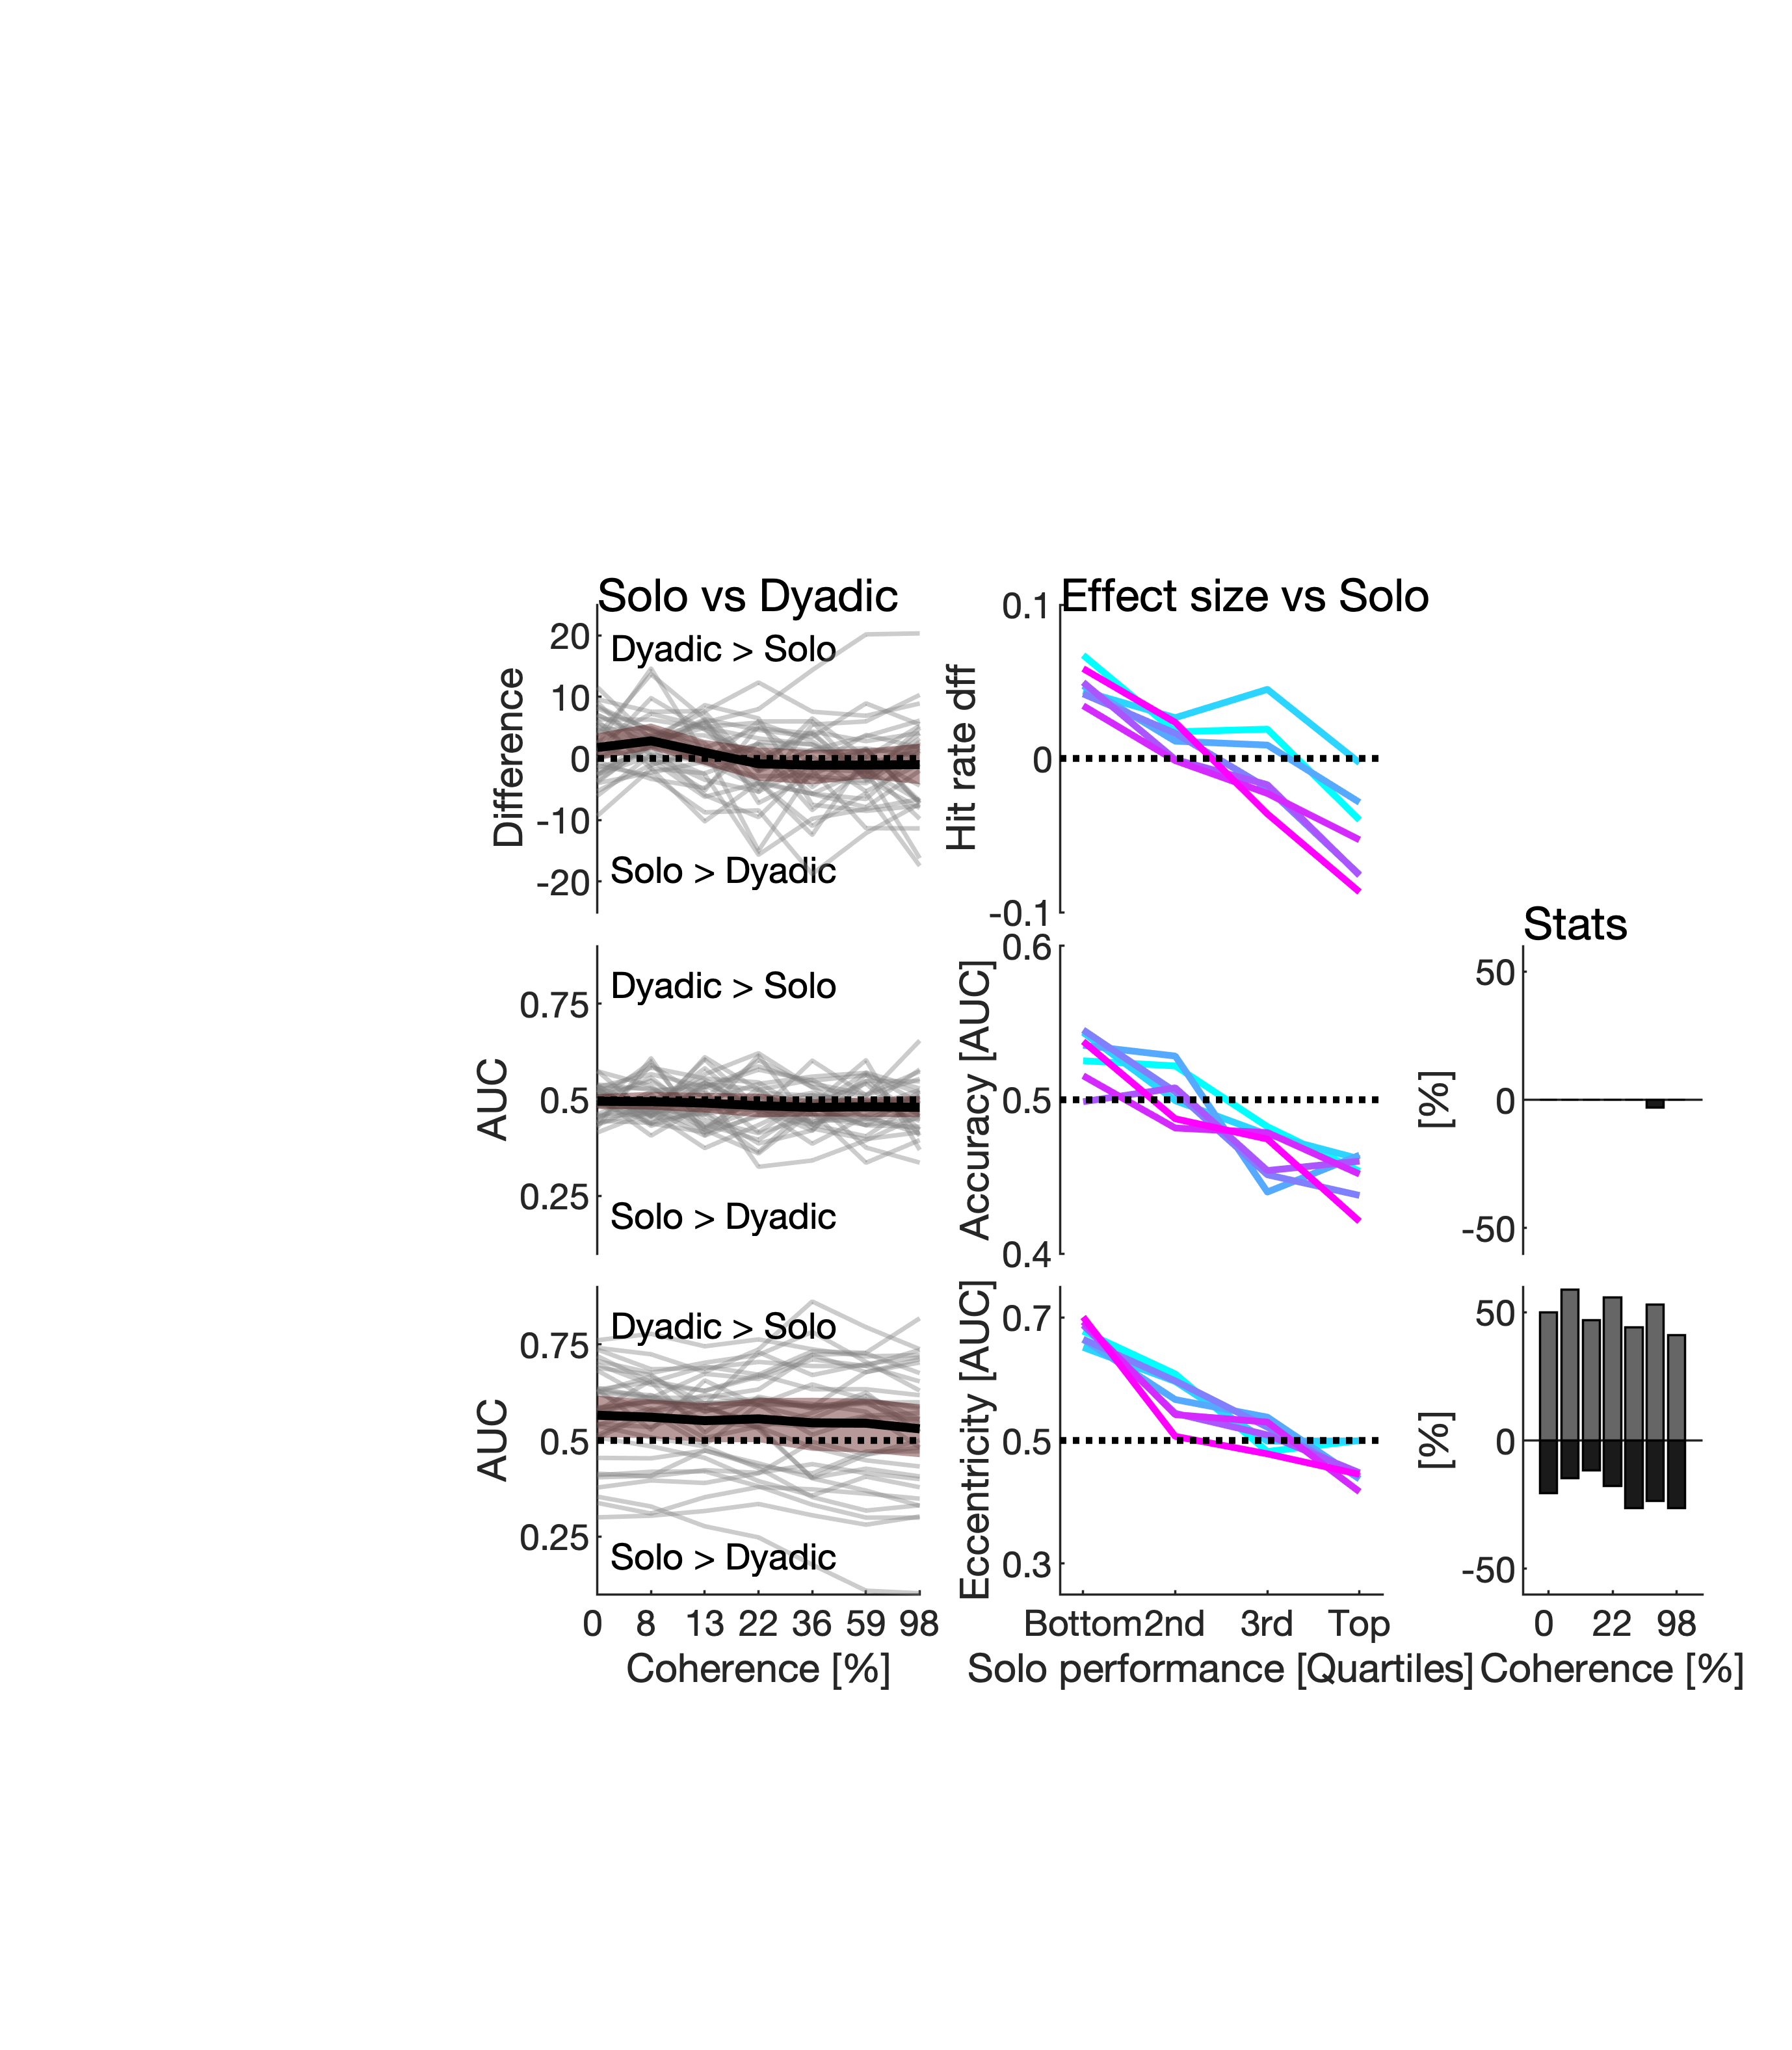 Solo vs Dyadic
Difference
20
10
0
-10
-20
Dyadic > Solo
Solo > Dyadic
Effect size vs Solo
Hit rate dff
0.1
0
-0.1
AUC
0.75
0.5
0.25
Dyadic > Solo
Solo > Dyadic
Accuracy [AUC]
0.6
0.5
0.4
Stats
[%]
50
0
-50
AUC
0.75
0.5
0.25
Dyadic > Solo
Solo > Dyadic
0 8 13 22 36 59 98
Coherence [%]
Eccentricity [AUC]
0.7
0.5
0.3
Bottom 2nd 3rd Top
Solo performance [Quartiles]
[%]
50
0
-50
0 22 98
Coherence [%]